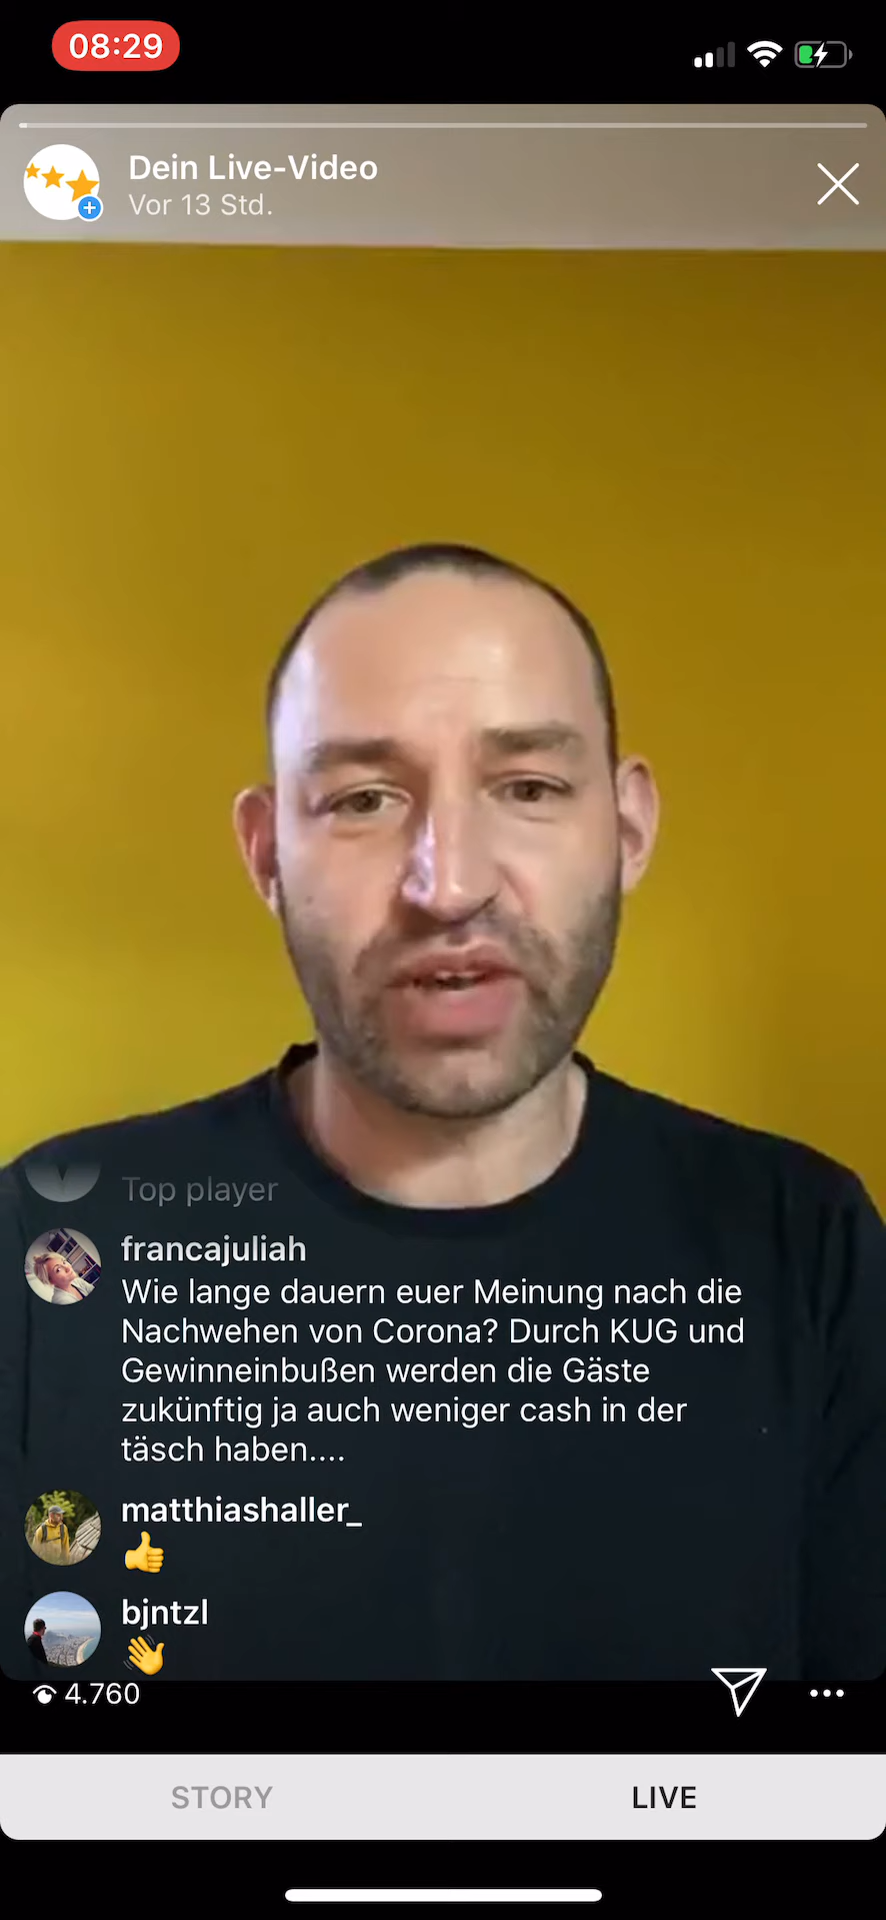 08:29
Dein Live-Video
Vor 13 Std.
Top player
francajuliah
Wie lange dauern euer Meinung nach die
Nachwehen von Corona? Durch KUG und
Gewinneinbußen werden die Gäste
zukünftig ja auch weniger cash in der
täsch haben....
matthiashaller_
👍
bjntzl
👋
4.760
STORY
LIVE